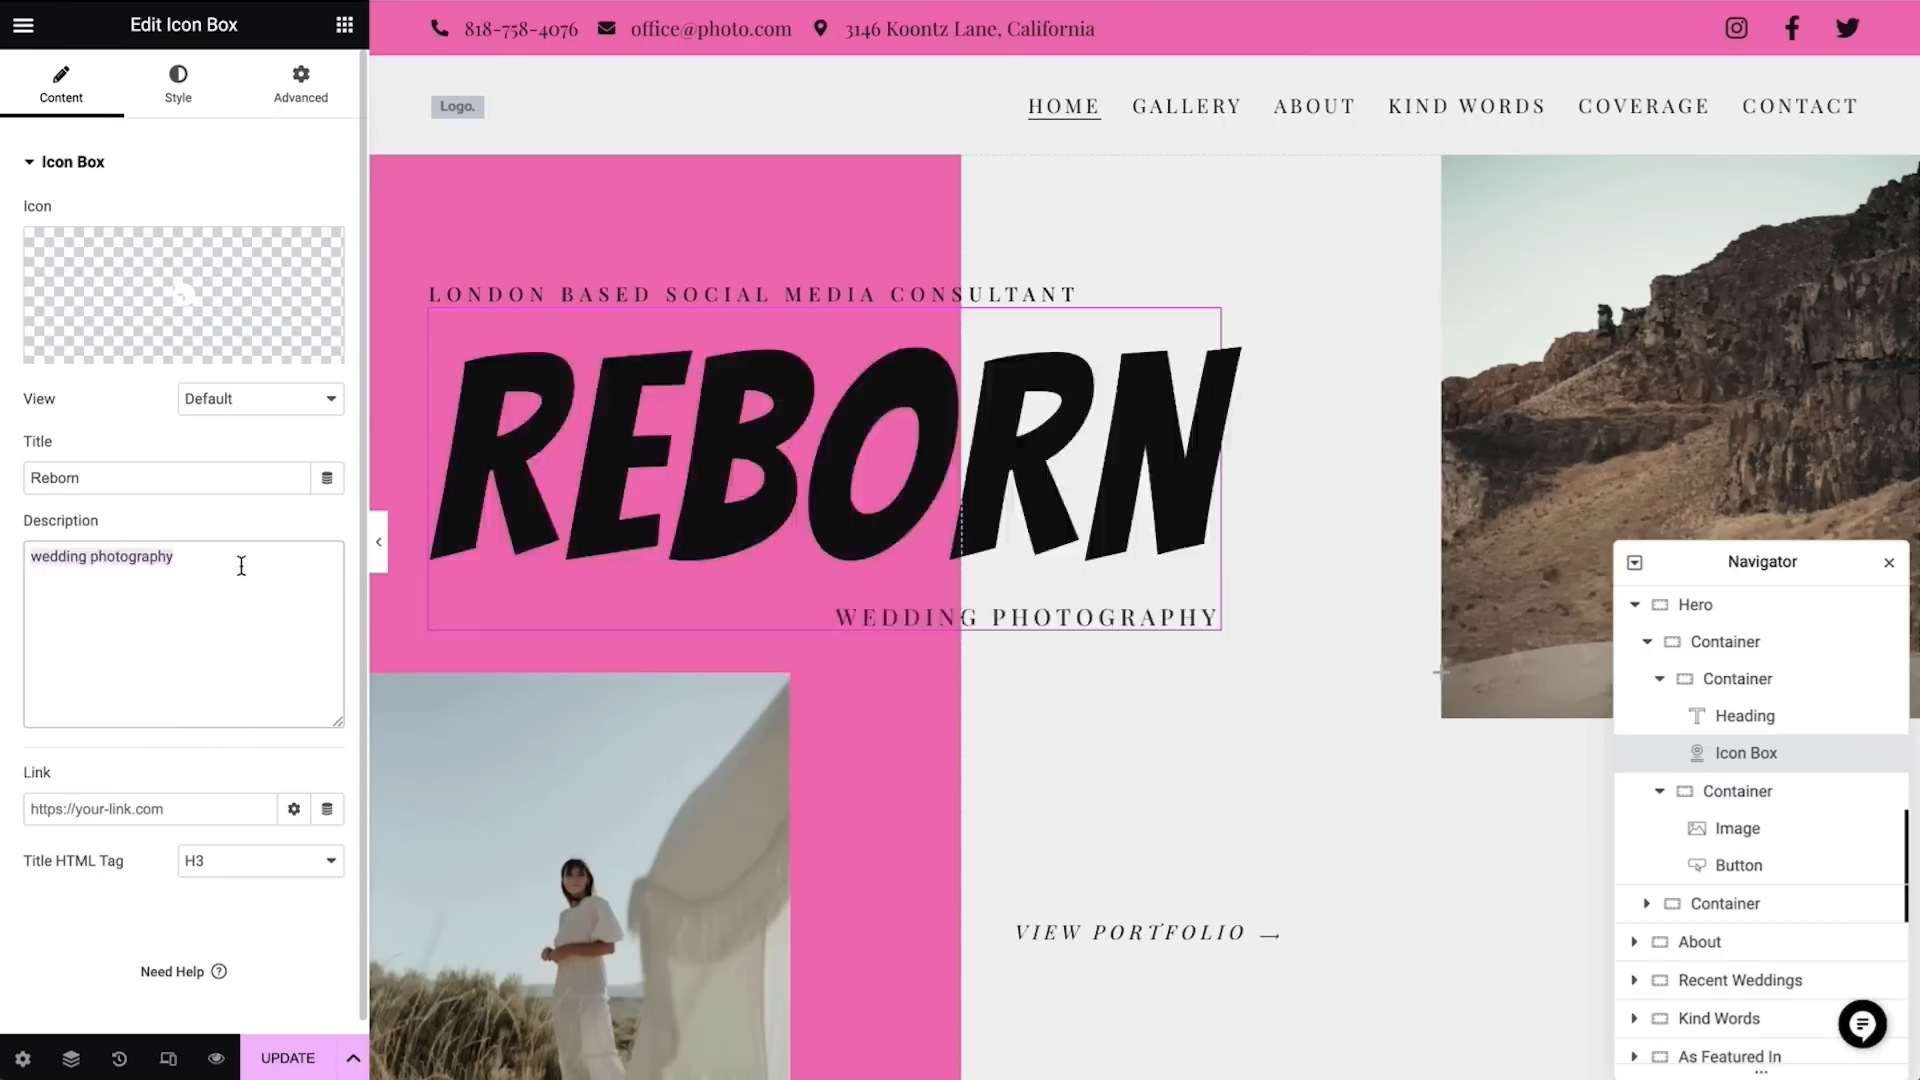 Edit Icon Box
Content
Style
Advanced
Icon Box
Icon
View
Default
Title
Reborn
Description
wedding photography
Link
https://your-link.com
Title HTML Tag
H3
Need Help
UPDATE
818-758-4076
office@photo.com
3146 Koontz Lane, California
Logo.
HOME
GALLERY
ABOUT
KIND WORDS
COVERAGE
CONTACT
LONDON BASED SOCIAL MEDIA CONSULTANT
REBORN
WEDDING PHOTOGRAPHY
VIEW PORTFOLIO →
Navigator
Hero
Container
Container
Heading
Icon Box
Container
Image
Button
Container
About
Recent Weddings
Kind Words
As Featured In